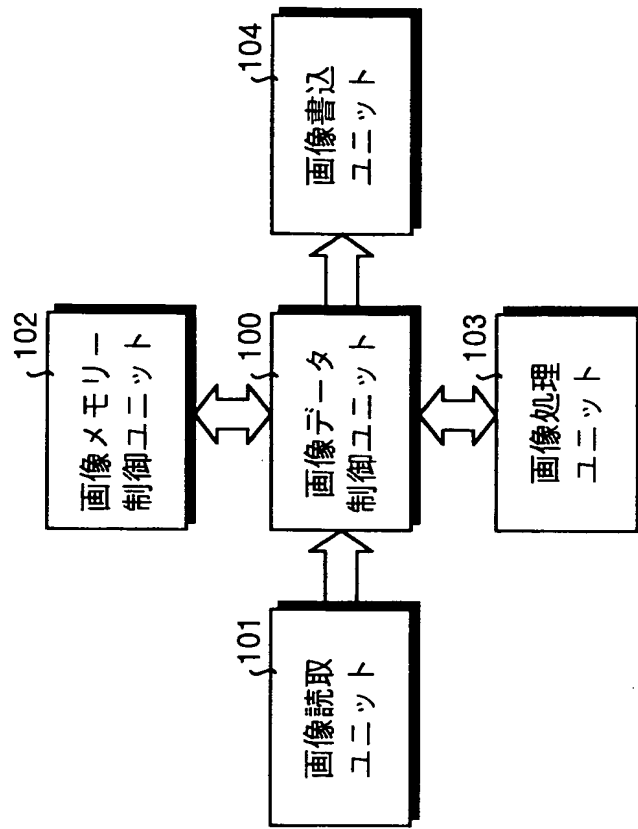 102
画像メモリー
制御ユニット
101
画像読取
ユニット
100
画像データ
制御ユニット
104
画像書込
ユニット
103
画像処理
ユニット